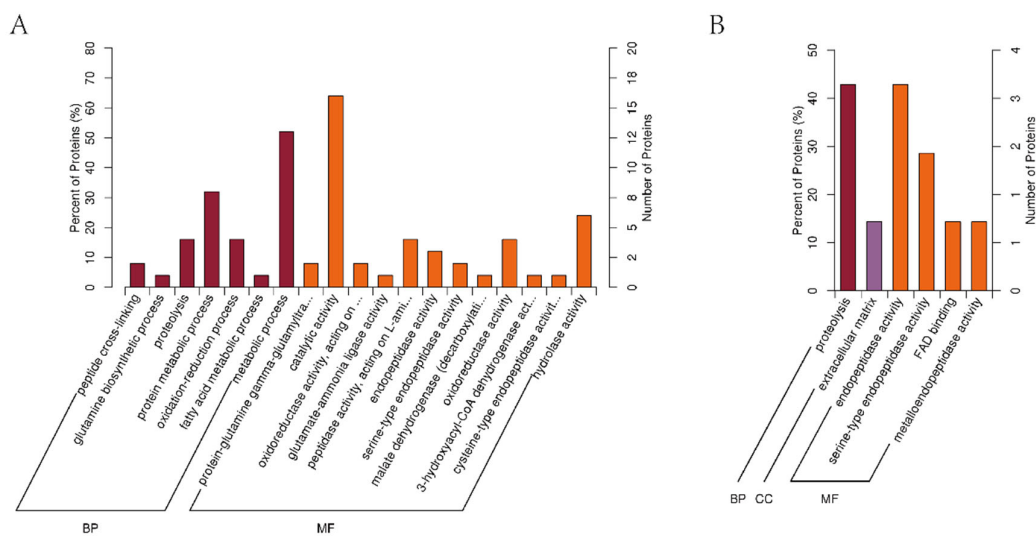 A
B
80
70
60
50
40
30
20
10
0
Percent of Proteins (%)
20
18
15
12
10
8
5
2
0
Number of Proteins
peptide cross-linking
glutamine biosynthetic process
proteolysis
protein metabolic process
oxidation-reduction process
fatty acid metabolic process
metabolic process
protein-glutamine gamma-glutamyltra...
catalytic activity
oxidoreductase activity, acting on ...
glutamate-ammonia ligase activity
peptidase activity, acting on L-ami...
endopeptidase activity
serine-type endopeptidase activity
malate dehydrogenase (decarboxylati...
oxidoreductase activity
3-hydroxyacyl-CoA dehydrogenase act...
cysteine-type endopeptidase activit...
hydrolase activity
BP
MF
50
40
30
20
10
0
Percent of Proteins (%)
4
3
2
1
1
0
Number of Proteins
proteolysis
extracellular matrix
endopeptidase activity
serine-type endopeptidase activity
FAD binding
metalloendopeptidase activity
BP
CC
MF